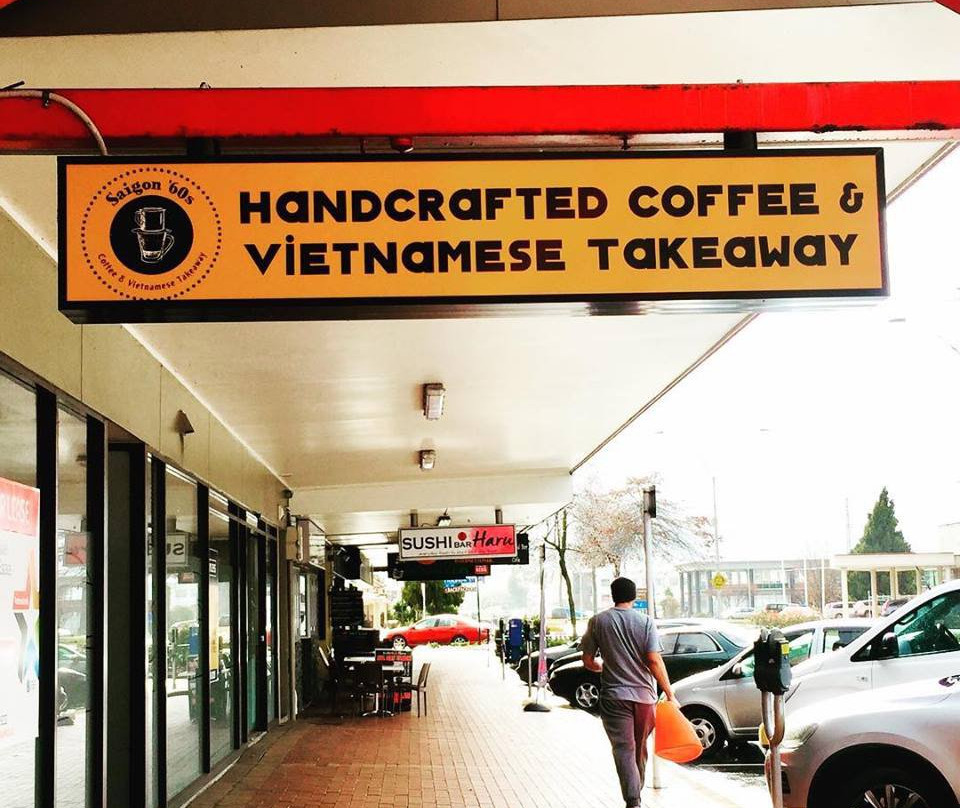 Saigon '60s
Coffee & Vietnamese Takeaway
HANDCRAFTED COFFEE &
VIETNAMESE TAKEAWAY
SUSHI BAR Haru